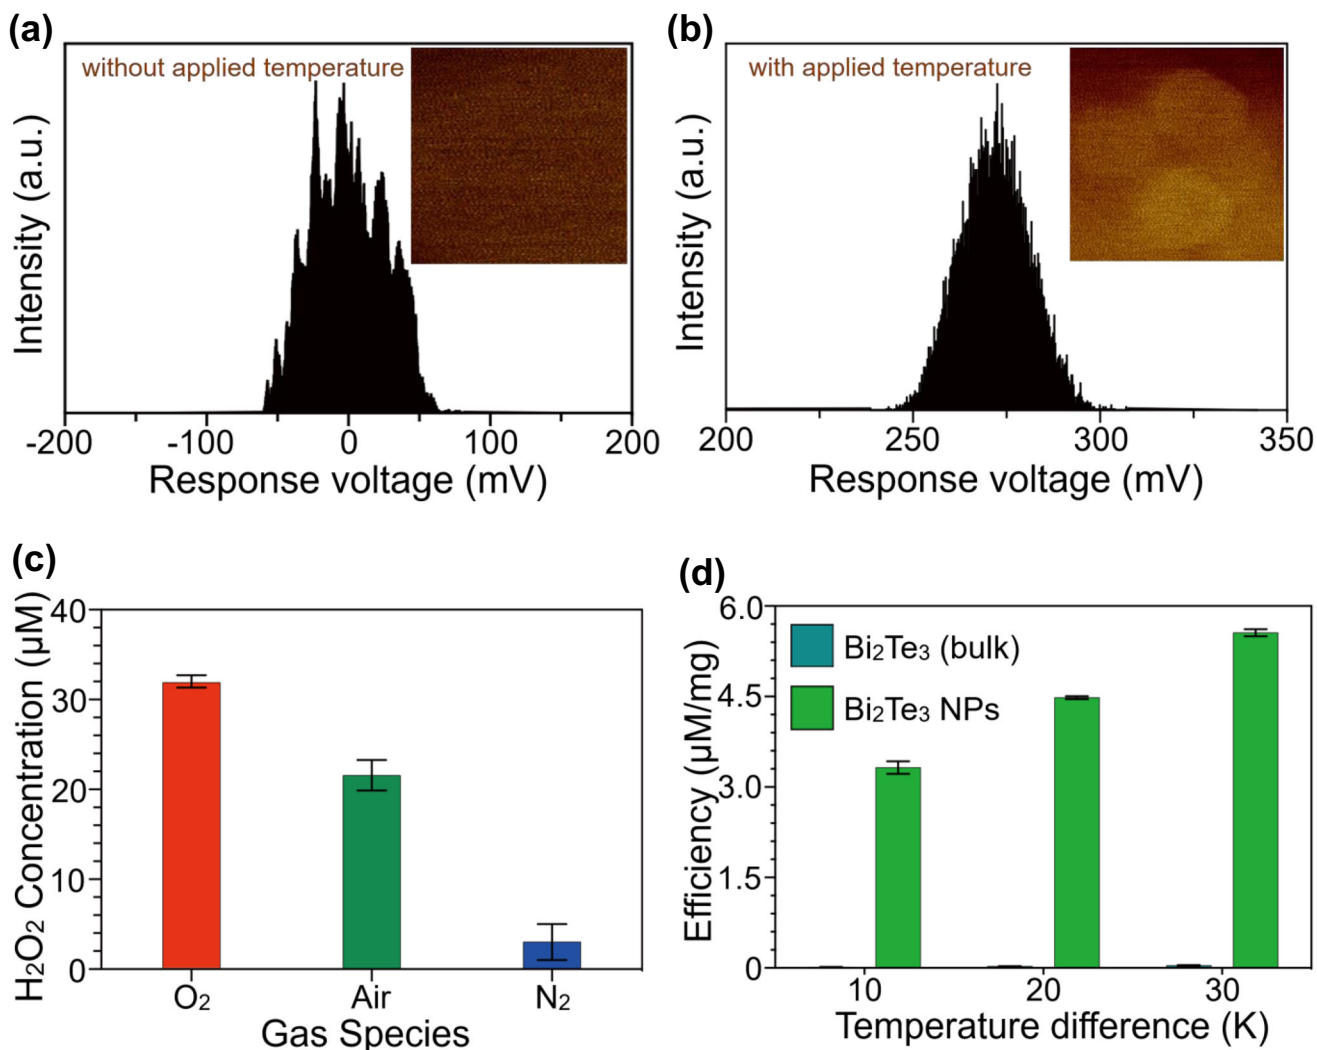 (a)
without applied temperature
Intensity (a.u.)
-200 -100 0 100 200
Response voltage (mV)
(b)
with applied temperature
Intensity (a.u.)
200 250 300 350
Response voltage (mV)
(c)
H₂O₂ Concentration (μM)
40
30
20
10
0
O₂ Air N₂
Gas Species
(d)
Efficiency (μM/mg)
6.0
4.5
3.0
1.5
0
Bi₂Te₃ (bulk)
Bi₂Te₃ NPs
10 20 30
Temperature difference (K)